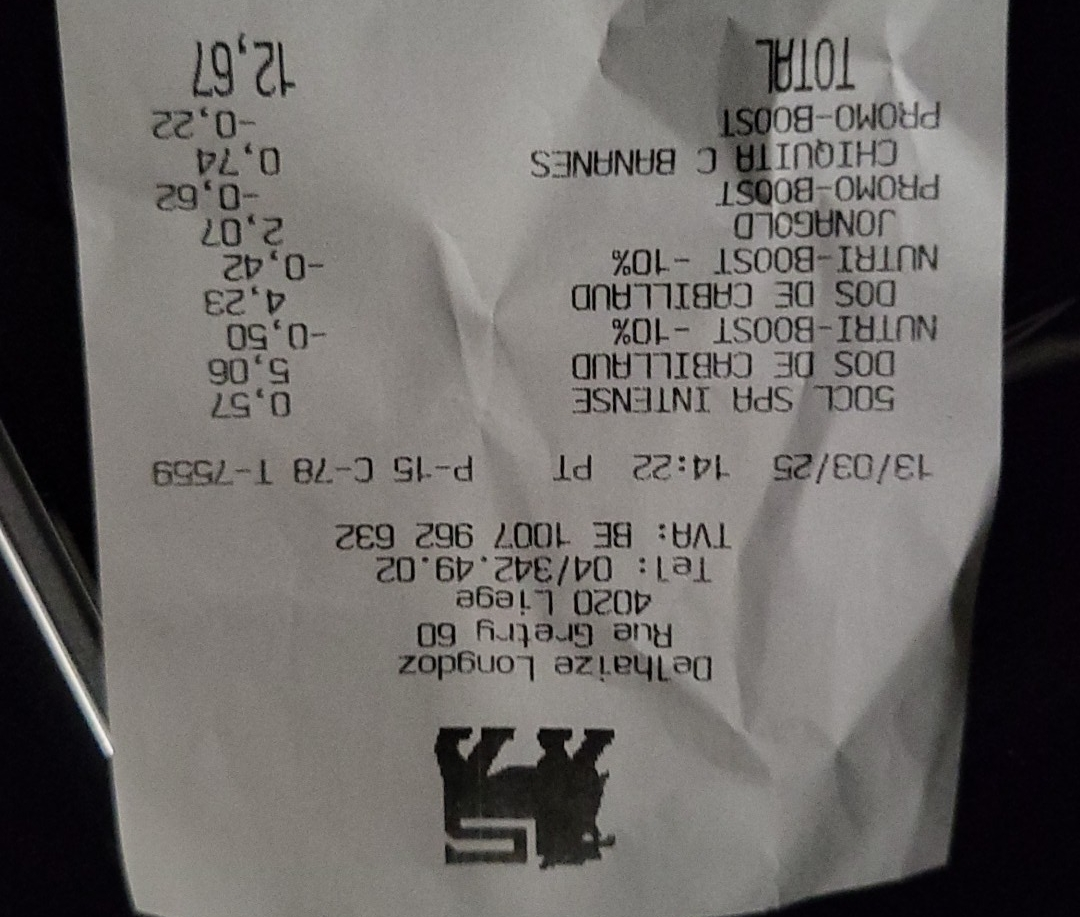 Delhaize Longdoz
Rue Gretry 60
4020 Liege
Tel: 04/342.49.02
TVA: BE 1007 962 632
13/03/25 14:22 PT P-15 C-78 T-7559
50CL SPA INTENSE 0,57
DOS DE CABILLAUD 5,06
NUTRI-BOOST -10% -0,50
DOS DE CABILLAUD 4,23
NUTRI-BOOST -10% -0,42
JONAGOLD 2,07
PROMO-BOOST -0,62
CHIQUITA C BANANES 0,74
PROMO-BOOST -0,22
TOTAL 12,67